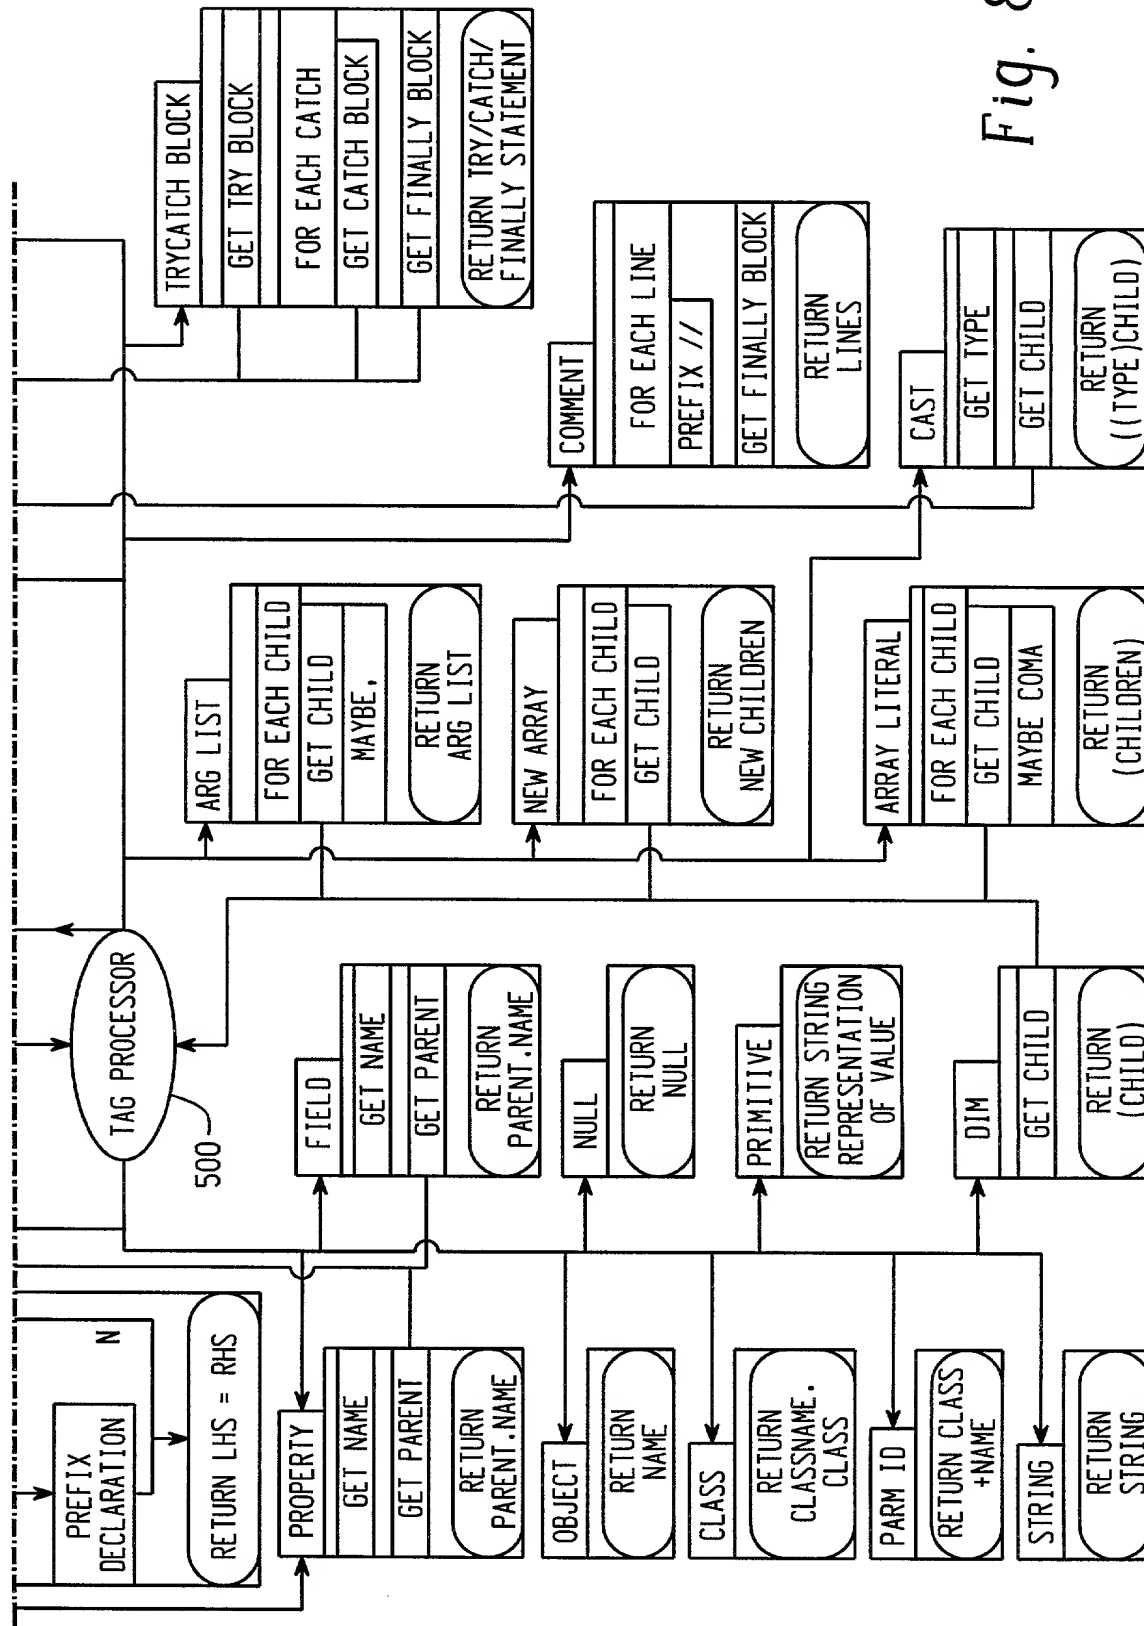 PREFIX
DECLARATION
N
RETURN LHS = RHS
PROPERTY
GET NAME
GET PARENT
RETURN
PARENT.NAME
OBJECT
RETURN
NAME
CLASS
RETURN
CLASSNAME.
CLASS
PARM ID
RETURN CLASS
+NAME
STRING
RETURN
STRING
TAG PROCESSOR
500
FIELD
GET NAME
GET PARENT
RETURN
PARENT.NAME
NULL
RETURN
NULL
PRIMITIVE
RETURN STRING
REPRESENTATION
OF VALUE
DIM
GET CHILD
RETURN
(CHILD)
ARG LIST
FOR EACH CHILD
GET CHILD
MAYBE,
RETURN
ARG LIST
NEW ARRAY
FOR EACH CHILD
GET CHILD
RETURN
NEW CHILDREN
ARRAY LITERAL
FOR EACH CHILD
GET CHILD
MAYBE COMA
RETURN
(CHILDREN)
TRYCATCH BLOCK
GET TRY BLOCK
FOR EACH CATCH
GET CATCH BLOCK
GET FINALLY BLOCK
RETURN TRY/CATCH/
FINALLY STATEMENT
COMMENT
FOR EACH LINE
PREFIX //
GET FINALLY BLOCK
RETURN
LINES
CAST
GET TYPE
GET CHILD
RETURN
((TYPE)CHILD)
Fig.